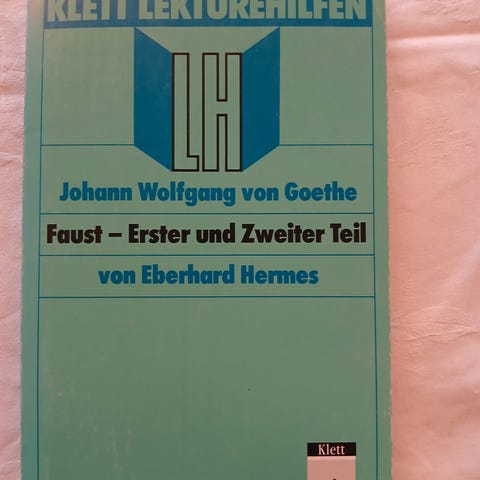 KLETT LEKTÜREHILFEN
LH
Johann Wolfgang von Goethe
Faust – Erster und Zweiter Teil
von Eberhard Hermes
Klett